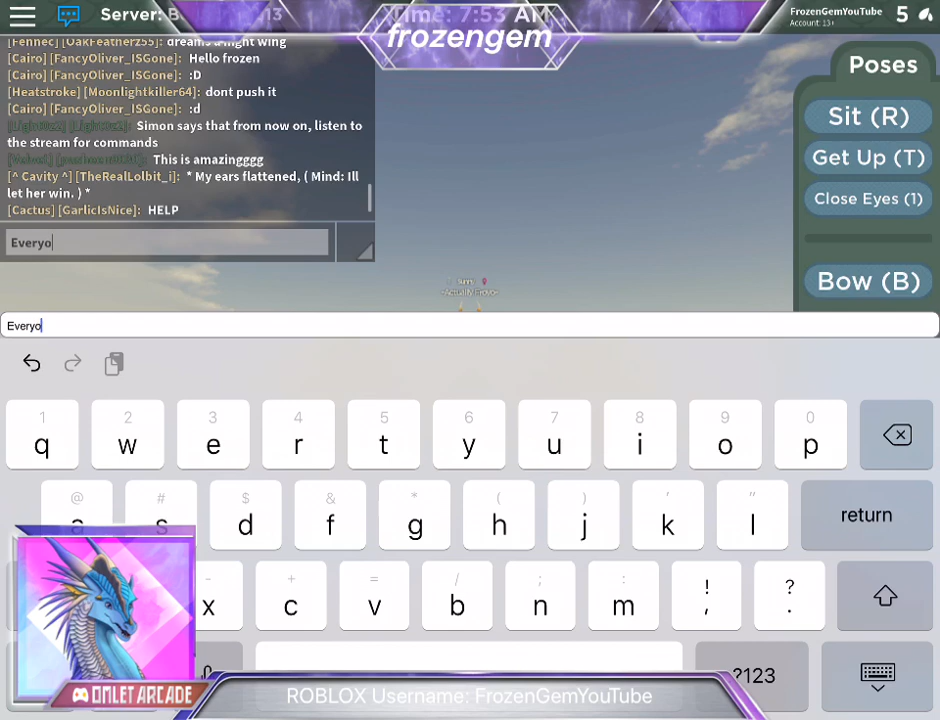 Server: B
13
Time: 7:53 AM
FrozenGemYouTube
Account: 13+
5
frozengem
[Fennec] [OakFeatherz55]: dreams a night wing
[Cairo] [FancyOliver_ISGone]: Hello frozen
[Cairo] [FancyOliver_ISGone]: :D
[Heatstroke] [Moonlightkiller64]: dont push it
[Cairo] [FancyOliver_ISGone]: :d
Simon says that from now on, listen to
the stream for commands
This is amazingggg
[^ Cavity ^] [TheRealLolbit_i]: * My ears flattened, ( Mind: Ill
let her win. ) *
[Cactus] [GarlicIsNice]: HELP
Everyo
Poses
Sit (R)
Get Up (T)
Close Eyes (1)
Bow (B)
Everyo
1 2 3 4 5 6 7 8 9 0
q w e r t y u i o p
@ # $ & * ( ) ' "
a s d f g h j k l return
- + = / ; : ! ?
x c v b n m , .
?123
OMLET ARCADE
ROBLOX Username: FrozenGemYouTube